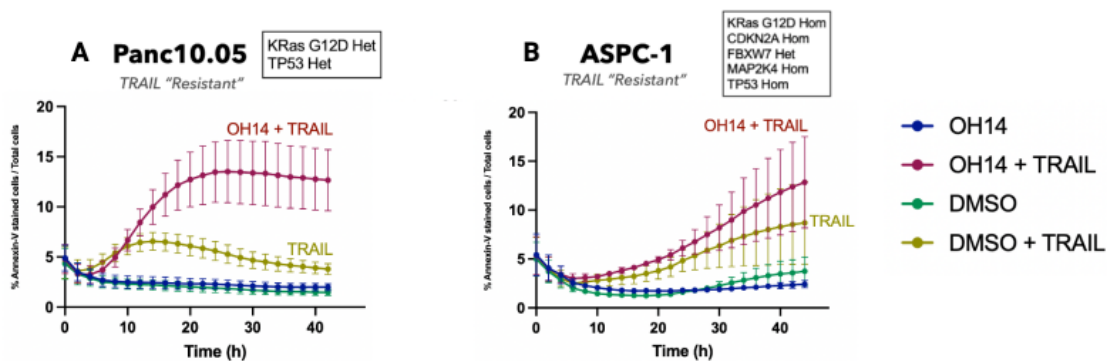 A
Panc10.05
TRAIL "Resistant"
KRas G12D Het
TP53 Het
% Annexin-V stained cells / Total cells
20
15
10
5
0
OH14 + TRAIL
TRAIL
0
10
20
30
40
Time (h)
B
ASPC-1
TRAIL "Resistant"
KRas G12D Hom
CDKN2A Hom
FBXW7 Het
MAP2K4 Hom
TP53 Hom
% Annexin-V stained cells / Total cells
20
15
10
5
0
OH14 + TRAIL
TRAIL
0
10
20
30
40
Time (h)
OH14
OH14 + TRAIL
DMSO
DMSO + TRAIL